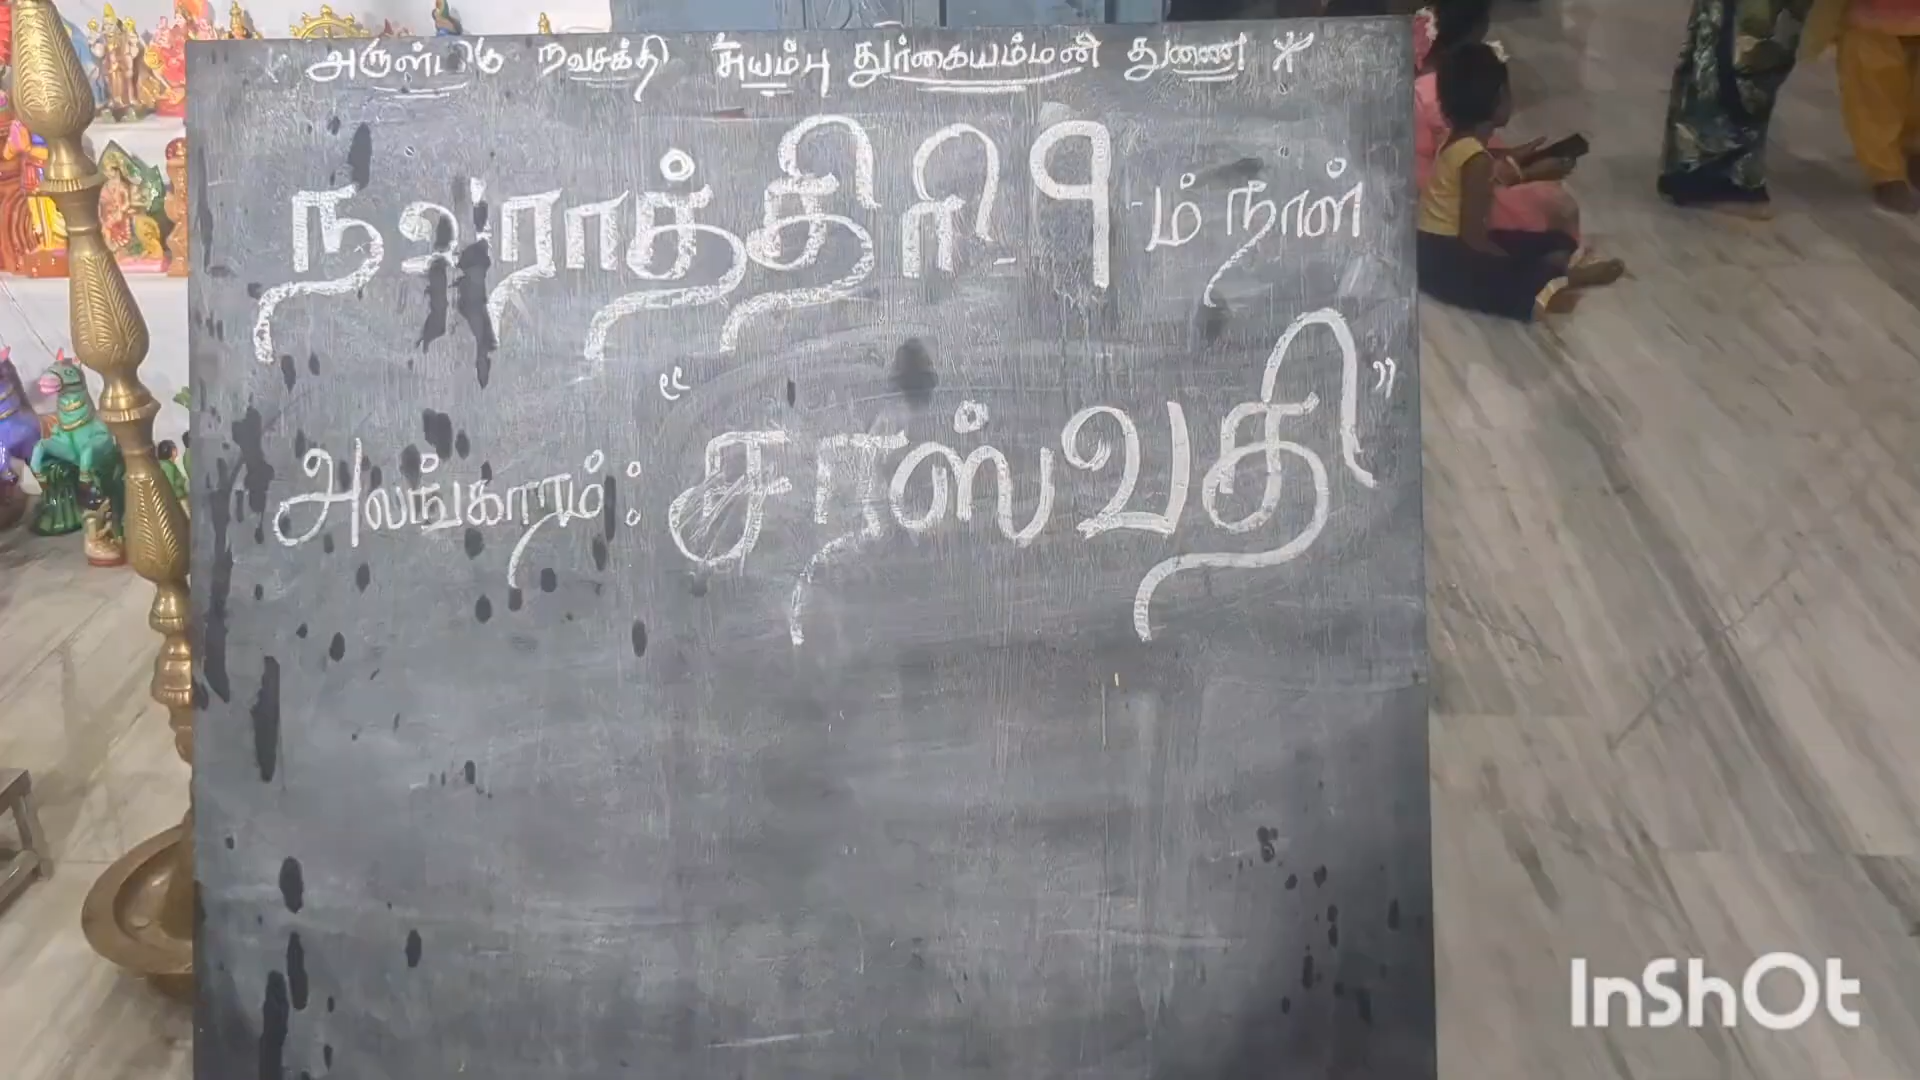 அருள்மிகு நவசக்தி சுயம்பு துர்கையம்மன் துணை
நவராத்திரி 9 -ம் நாள்
அலங்காரம் : "சரஸ்வதி"
InShOt